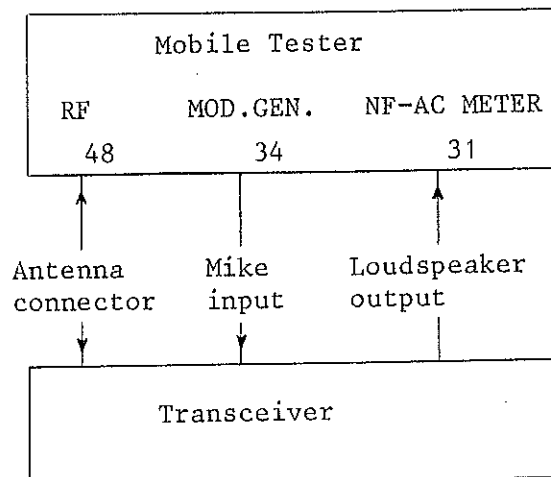 Mobile Tester
RF MOD.GEN. NF-AC METER
48 34 31
Antenna Mike Loudspeaker
connector input output
Transceiver